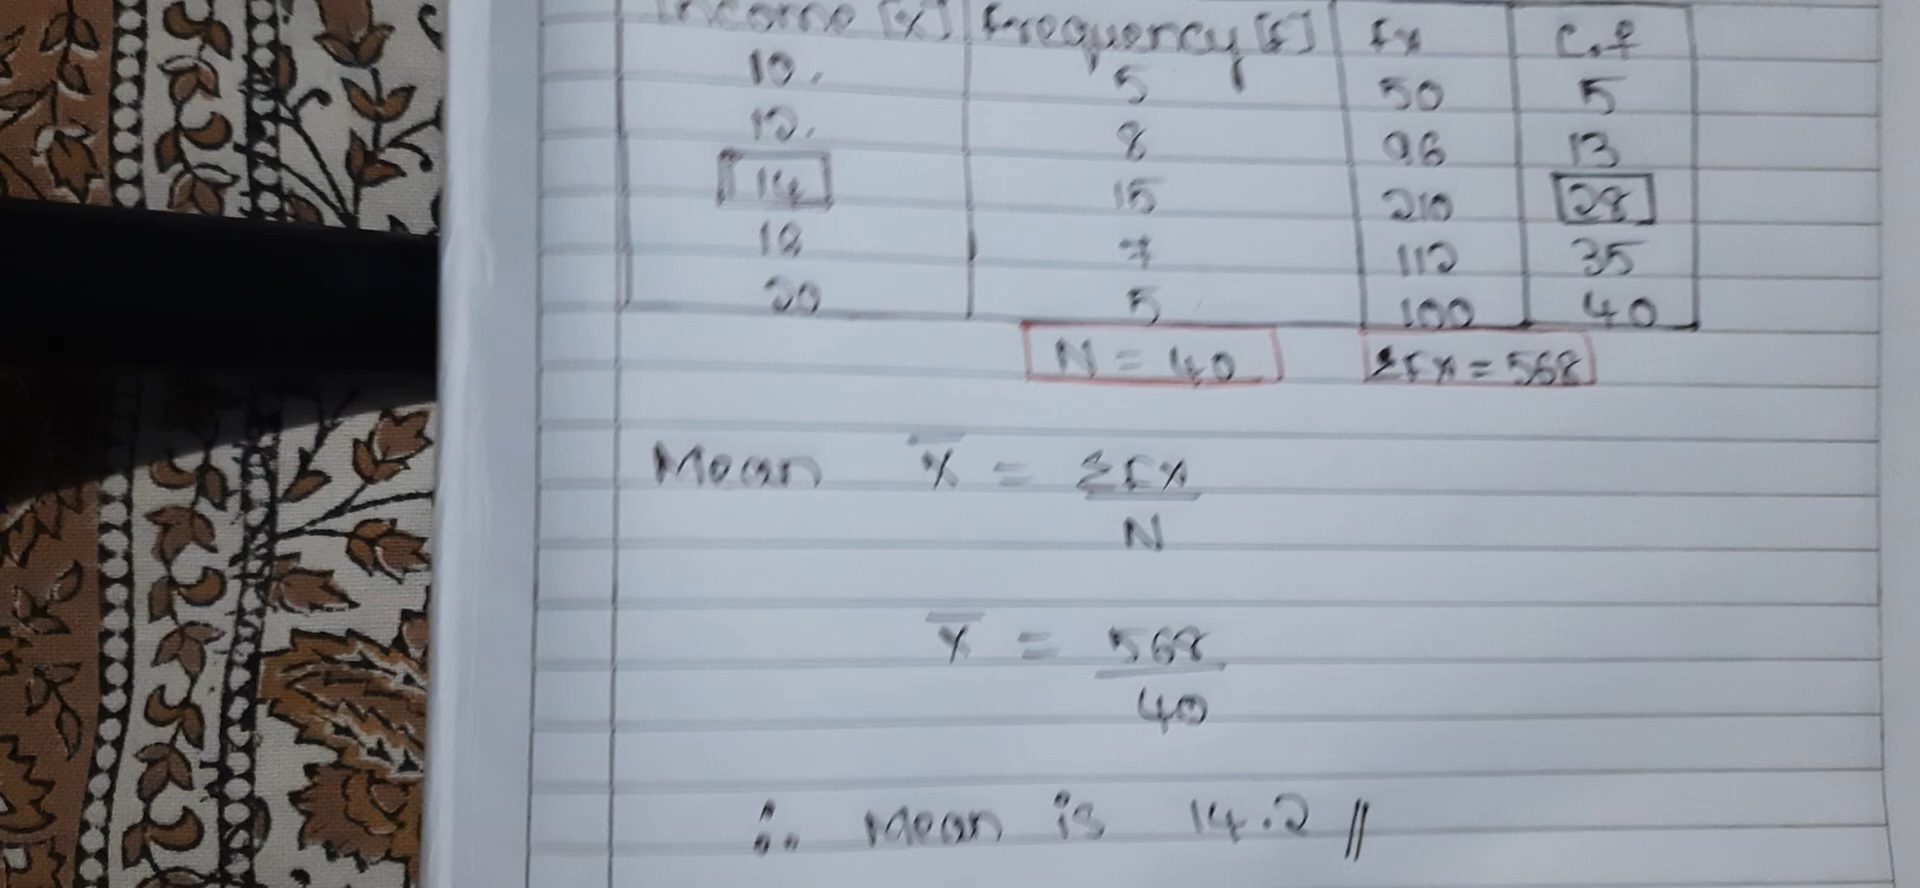 Income [x] Frequency [f] fx C.f
10. 5 50 5
12. 8 96 13
14 15 210 28
16 7 112 35
20 5 100 40
N = 40 Σfx = 568
Mean x̄ = Σfx
N
x̄ = 568
40
∴ Mean is 14.2 //